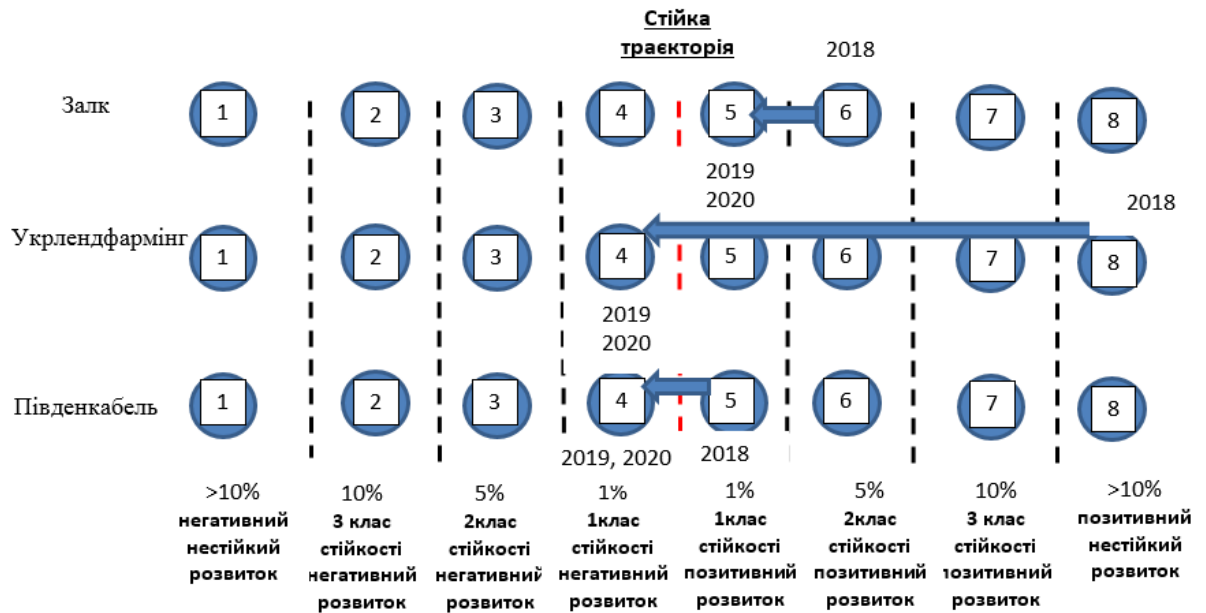 Стійка
траєкторія
2018
Залк
1 2 3 4 5 6 7 8
2019
2020
2018
Укрлендфармінг
1 2 3 4 5 6 7 8
2019
2020
Південкабель
1 2 3 4 5 6 7 8
2019, 2020 2018
>10% 10% 5% 1% 1% 5% 10% >10%
негативний 3 клас 2клас 1клас 1клас 2клас 3 клас позитивний
нестійкий стійкості стійкості стійкості стійкості стійкості стійкості нестійкий
розвиток негативний негативний негативний позитивний позитивний позитивний розвиток
розвиток розвиток розвиток розвиток розвиток розвиток